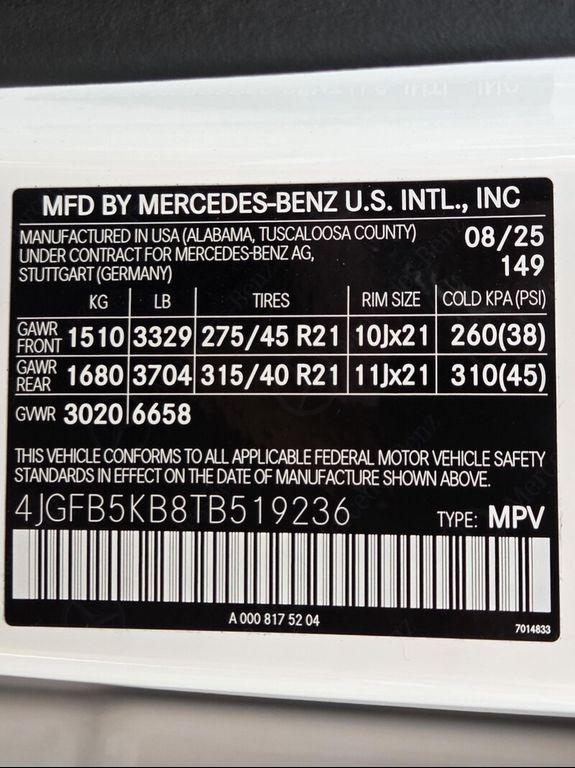 MFD BY MERCEDES-BENZ U.S. INTL., INC
MANUFACTURED IN USA (ALABAMA, TUSCALOOSA COUNTY) 08/25
UNDER CONTRACT FOR MERCEDES-BENZ AG,
STUTTGART (GERMANY) 149
KG LB TIRES RIM SIZE COLD KPA (PSI)
GAWR FRONT 1510 3329 275/45 R21 10Jx21 260(38)
GAWR REAR 1680 3704 315/40 R21 11Jx21 310(45)
GVWR 3020 6658
THIS VEHICLE CONFORMS TO ALL APPLICABLE FEDERAL MOTOR VEHICLE SAFETY
STANDARDS IN EFFECT ON THE DATE OF MANUFACTURE SHOWN ABOVE.
4JGFB5KB8TB519236 TYPE: MPV
A 000 817 52 04
7014833